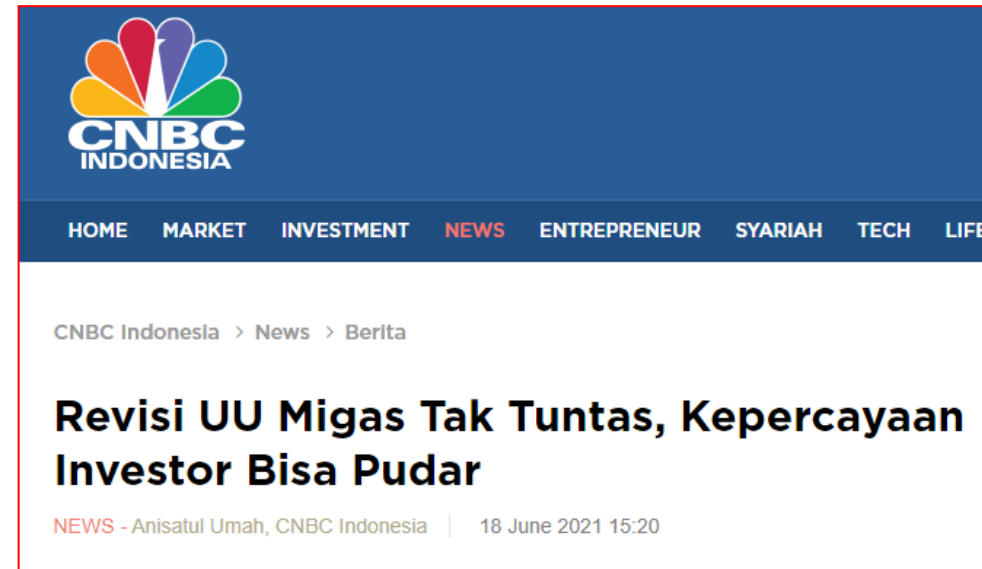 CNBC
INDONESIA
HOME MARKET INVESTMENT NEWS ENTREPRENEUR SYARIAH TECH LIFE
CNBC Indonesia > News > Berita
Revisi UU Migas Tak Tuntas, Kepercayaan
Investor Bisa Pudar
NEWS - Anisatul Umah, CNBC Indonesia | 18 June 2021 15:20